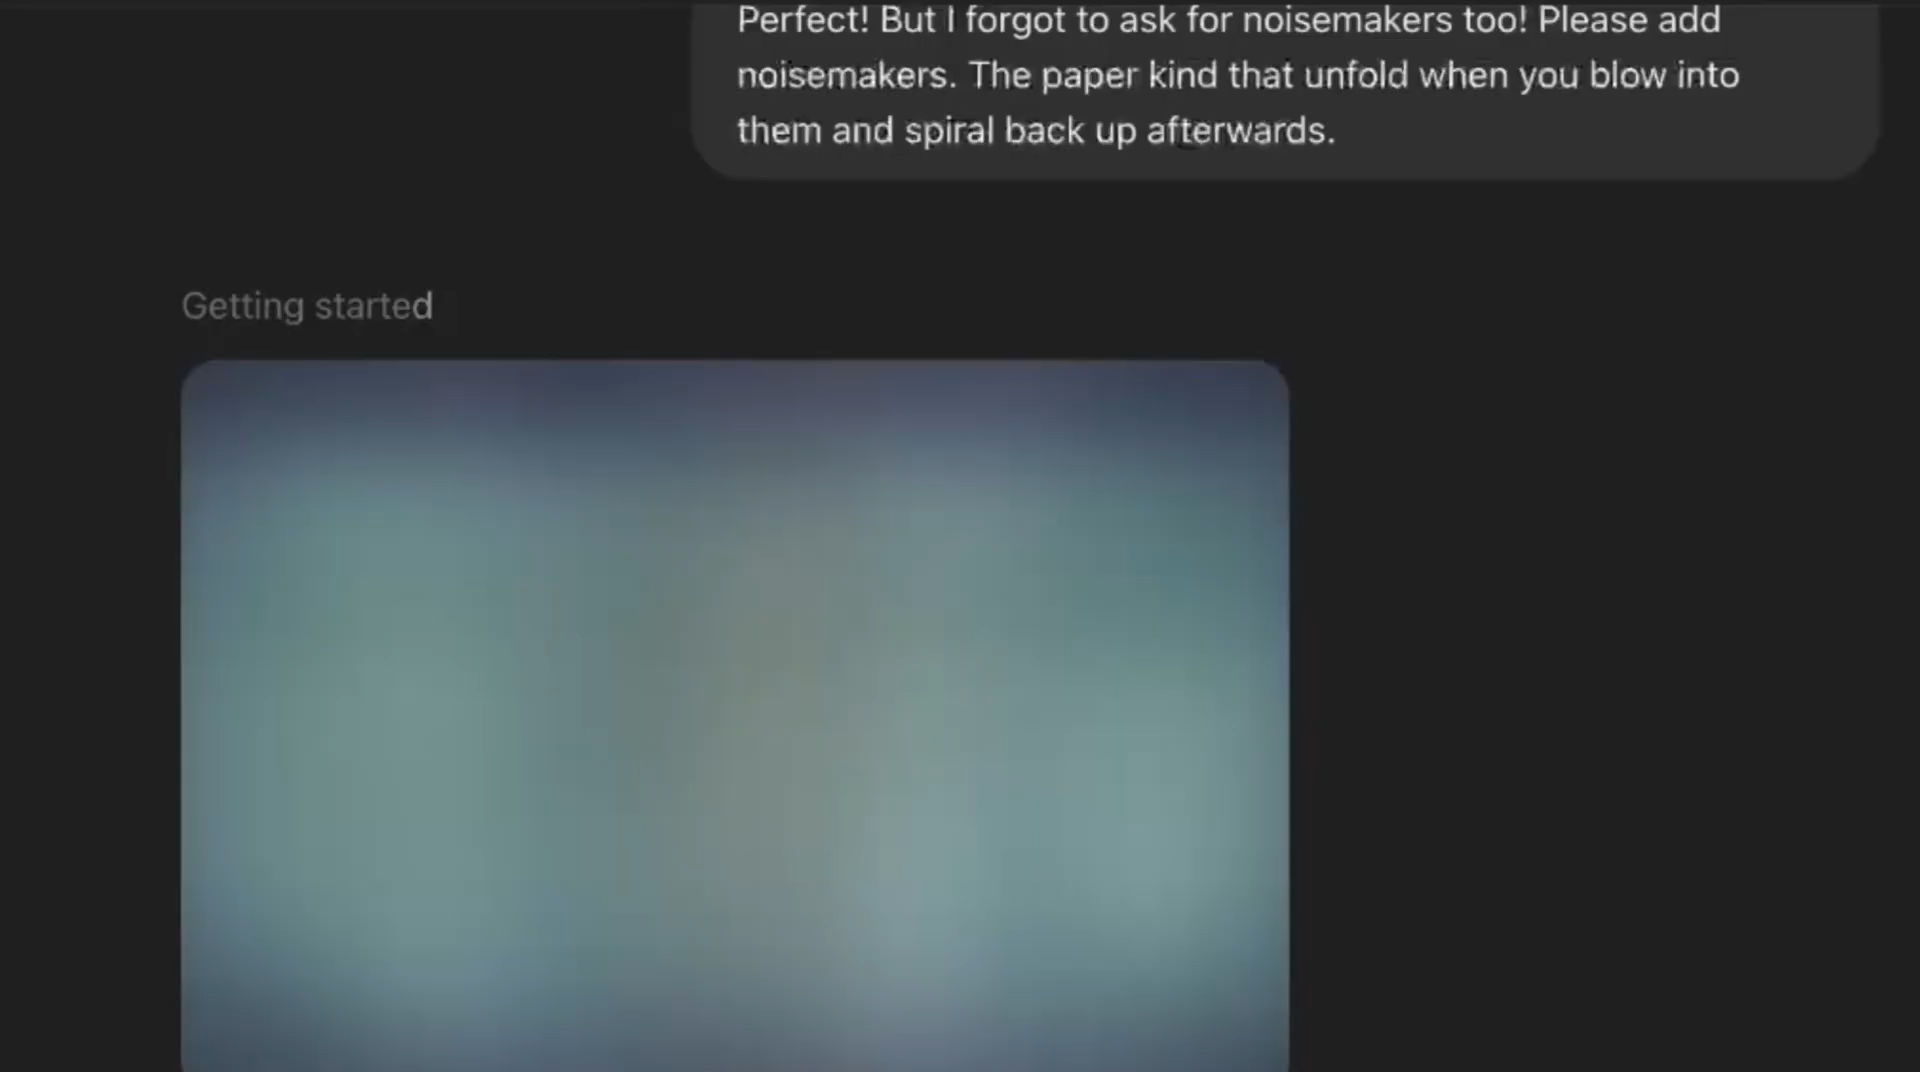 Perfect! But I forgot to ask for noisemakers too! Please add
noisemakers. The paper kind that unfold when you blow into
them and spiral back up afterwards.
Getting started